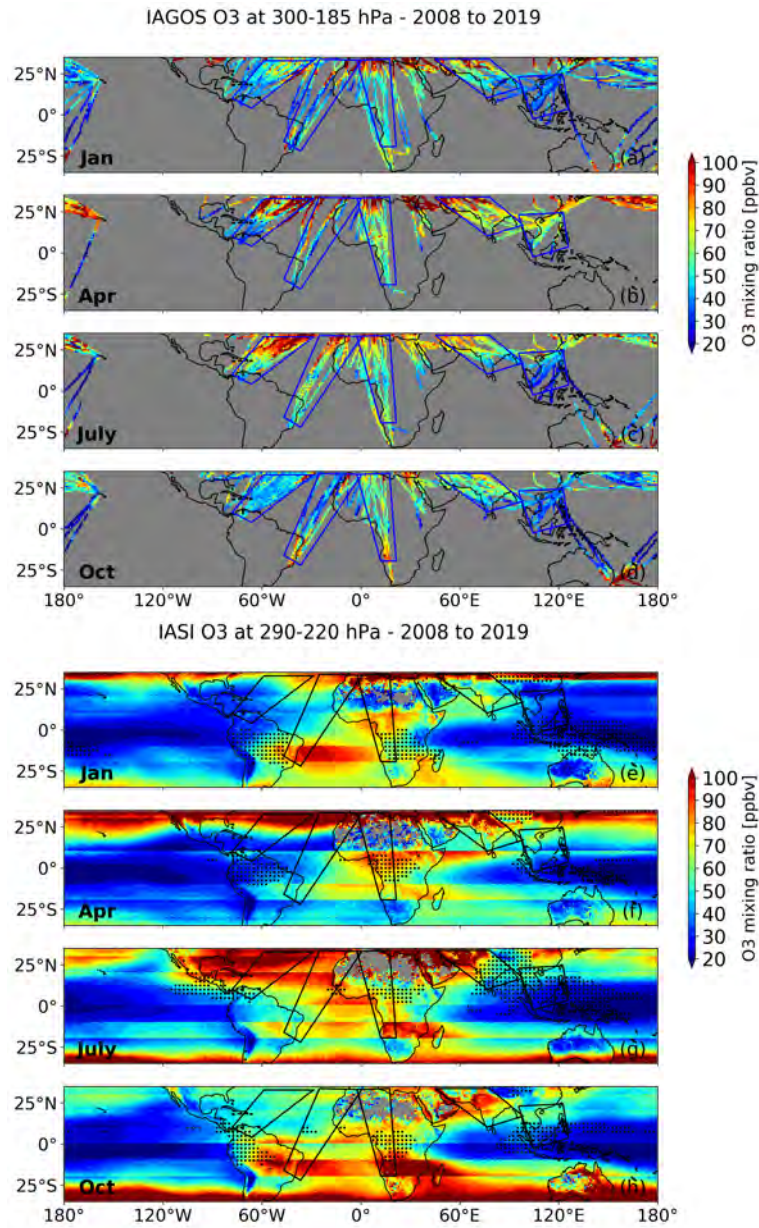 IAGOS O3 at 300-185 hPa - 2008 to 2019
25°N
0°
25°S
Jan
(a)
25°N
0°
25°S
Apr
(b)
25°N
0°
25°S
July
(c)
25°N
0°
25°S
Oct
(d)
180° 120°W 60°W 0° 60°E 120°E 180°
100
90
80
70
60
50
40
30
20
O3 mixing ratio [ppbv]
IASI O3 at 290-220 hPa - 2008 to 2019
25°N
0°
25°S
Jan
(e)
25°N
0°
25°S
Apr
(f)
25°N
0°
25°S
July
(g)
25°N
0°
25°S
Oct
(h)
180° 120°W 60°W 0° 60°E 120°E 180°
100
90
80
70
60
50
40
30
20
O3 mixing ratio [ppbv]